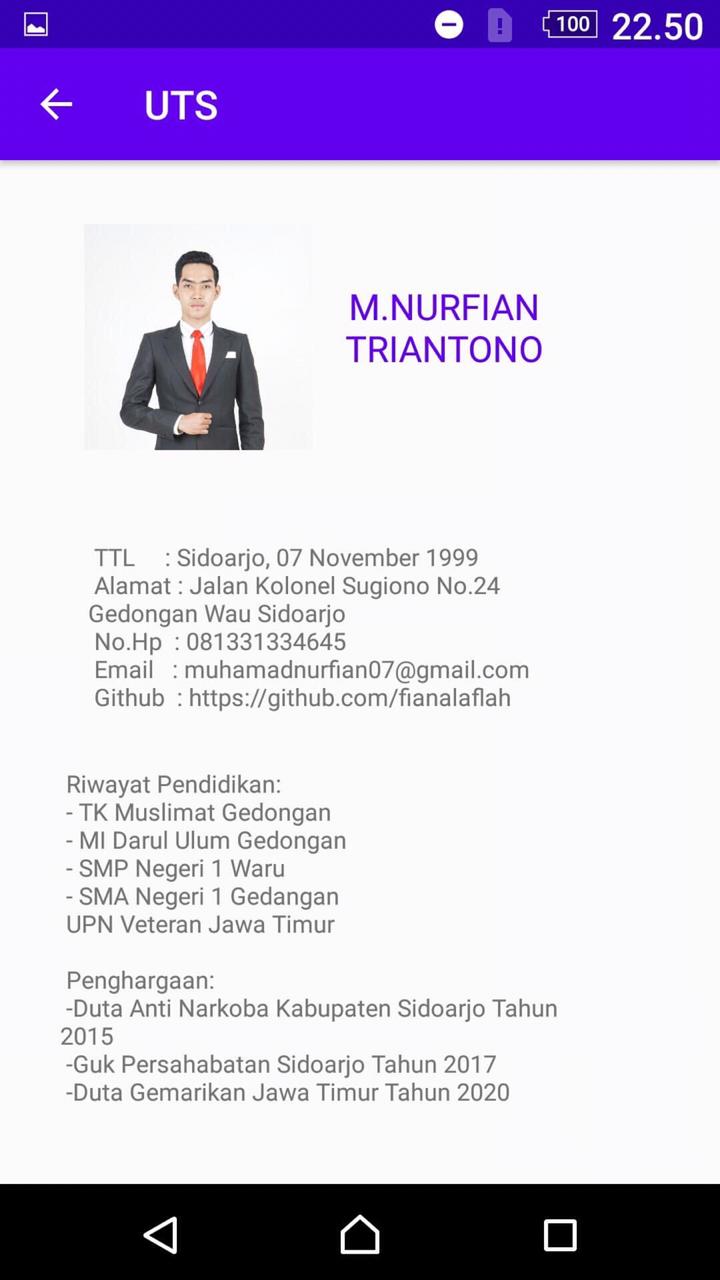 100 22.50
UTS
M.NURFIAN
TRIANTONO
TTL : Sidoarjo, 07 November 1999
Alamat : Jalan Kolonel Sugiono No.24
Gedongan Wau Sidoarjo
No.Hp : 081331334645
Email : muhamadnurfian07@gmail.com
Github : https://github.com/fianalaflah
Riwayat Pendidikan:
- TK Muslimat Gedongan
- MI Darul Ulum Gedongan
- SMP Negeri 1 Waru
- SMA Negeri 1 Gedangan
UPN Veteran Jawa Timur
Penghargaan:
-Duta Anti Narkoba Kabupaten Sidoarjo Tahun
2015
-Guk Persahabatan Sidoarjo Tahun 2017
-Duta Gemarikan Jawa Timur Tahun 2020